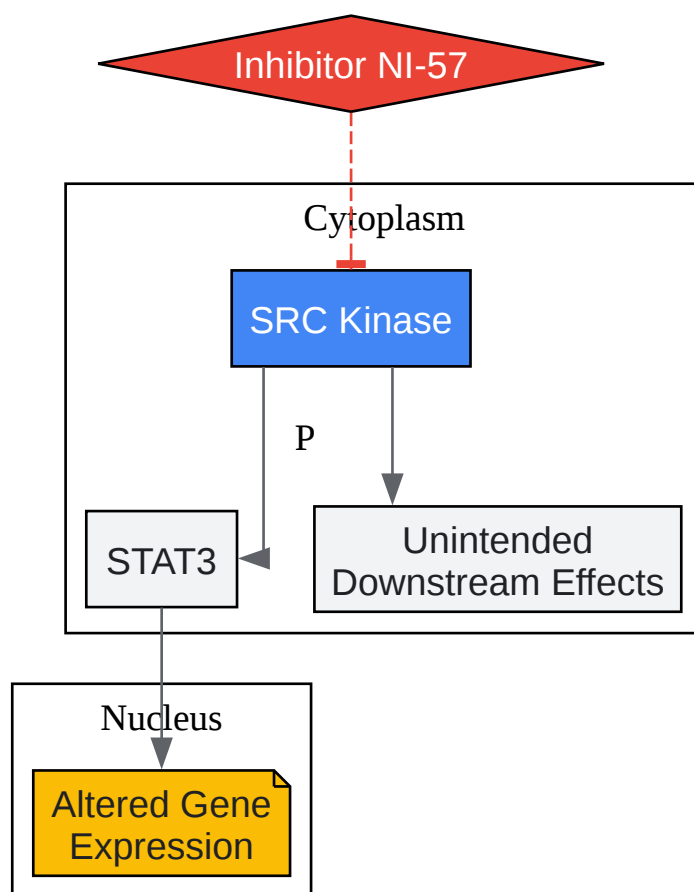 Inhibitor NI-57
Cytoplasm
SRC Kinase
P
STAT3
Unintended
Downstream Effects
Nucleus
Altered Gene
Expression